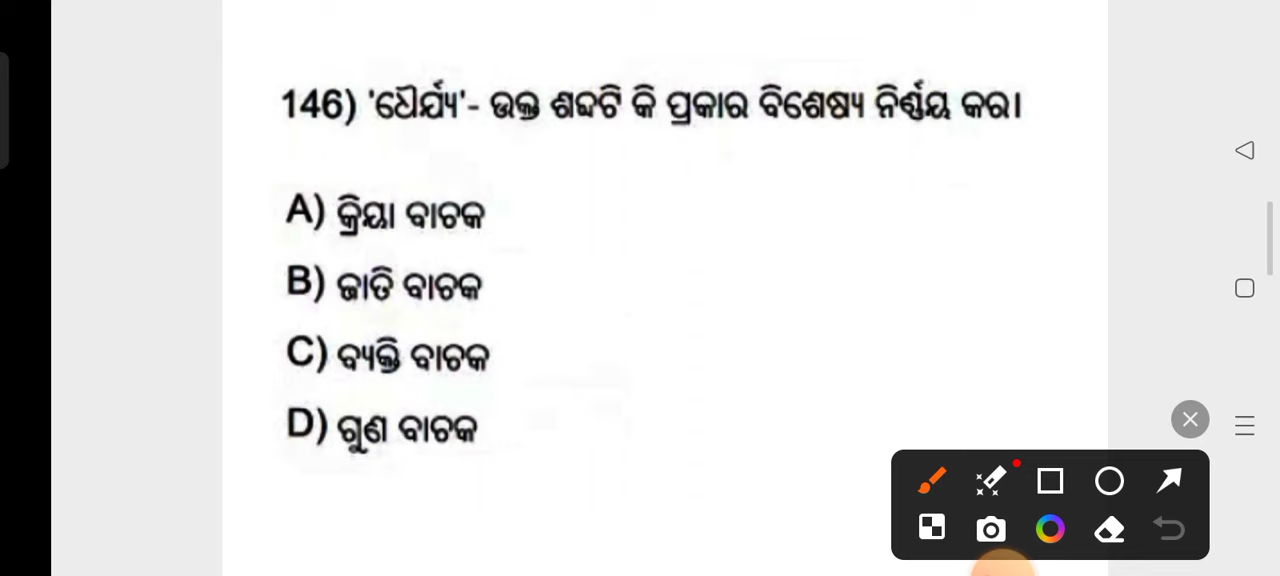 146) 'ଧୈର୍ଯ୍ୟ'- ଉକ୍ତ ଶବ୍ଦଟି କି ପ୍ରକାର ବିଶେଷ୍ୟ ନିର୍ଣ୍ଣୟ କର।
A) କ୍ରିୟା ବାଚକ
B) ଜାତି ବାଚକ
C) ବ୍ୟକ୍ତି ବାଚକ
D) ଗୁଣ ବାଚକ